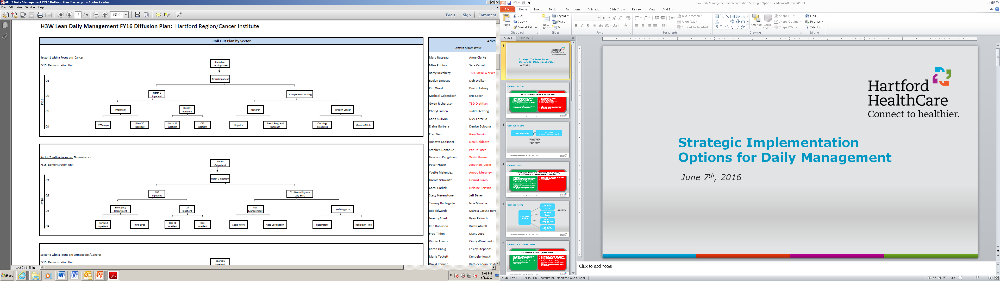 Att 3 Daily Management FY16 Roll-out Plan Master.pdf - Adobe Reader
File Edit View Window Help
2 / 9 150%
Tools Sign Comment
H3W Lean Daily Management FY16 Diffusion Plan: Hartford Region/Cancer Institute
Roll Out Plan by Sector
Sector 1 with a Focus on: Cancer
FY15: Demonstration Unit
Radiation
Oncology - HH
FY16
Q1
Bless 8 inpatient
Q2
North 8
Inpatient
CB2 Inpatient Oncology
Q3
Pharmacy
Bless 7I
Inpatient
Research
Infusion Center
Q4
IV Therapy
Bless 5E
Inpatient
North 11
Inpatient
C12
Inpatient
Registry
Breast Program/
Outreach
Oncology
Associates
Quality Of Life
Sector 2 with a Focus on: Neuroscience
FY15: Demonstration Unit
Neuro
Outpatient
FY16
Q1
North 9 Inpatient
Q2
CB5
Inpatient
C11 Neuro Dignosis
Lab/ EMU
Q3
Emergincy
Department
C9I
Inpatient
Bed
Management
Radiology - IR
Q4
North 12
Inpatient
Purple Pod
Bliss 7E
Inpatient
CB3
Inpatient
Social Work
Case Cordination
Respiratory
Radiology - MRI
Sector 3 with a Focus on: Orthopedics/General
FY15: Demonstration Unit
CB4/CB6
Inpatient
Adva
Nov to March Wave
Marc Russeau Anne Clarke
Mike Rubino Sara Carroll
Barry Kriesberg TBD Social Worker
Evelyn DeJesus Deb Walker
Kim Ward Devon Latney
Michael Gilgenbach Eric Secor
Gwen Richardson TBD Dietitian
Cheryl Larsen Judith Keating
Carla Sullivan Nick Forcello
Elaine Barbera Denise Bologna
Fred Veni Gary Tansino
Annetta Caplinger Neal Goldberg
Stephen Donahue Pat DeFusco
Gervacio Pangilinan Wylie Hosmer
Peter Fraser Jonathan Cosin
Yvette Melendez Anoop Meraney
Harold Schwartz Gerard Fumo
Carol Garlick Helaine Bertsch
Stacy Nerenstone Jeff Baker
Tammy Barbagallo Noa Mencha
Rob Edwards Marcia Caruso Berg
Jeremy Fried Ryan Reinsch
Ken Robinson Krista Atwell
Fred Tilden Manu Jose
Vinnie Alvaro Cindy Wisniowski
Karen Habig Lesley Stephens
Maria Tackett Ken Jeleniowski
David Pepper Kathleen Van Geld
14.00 x 8.50 in
Start
2:41 PM
6/1/2017
Lean Daily Management Implementation Strategic Options - Microsoft PowerPoint
File Home Insert Design Transitions Animations Slide Show Review View Add-Ins
Paste
Cut
Copy
Format Painter
Clipboard
New
Slide
Layout
Reset
Section
Slides
20
Font
Text Direction
Align Text
Convert to SmartArt
Paragraph
Arrange
Quick
Styles
Shape Fill
Shape Outline
Shape Effects
Drawing
Find
Replace
Select
Editing
Slides Outline
1
Hartford
HealthCare
Connect to healthier.
Strategic Implementation
Options for Daily Management
June 7th, 2016
2
Option 1: Big Bang
3
Option 1: Big Bang
4
Option 2: Pruning
5
Option 2: Pruning
6
Option 3: Monthly SWAT Team
Hartford
HealthCare
Connect to healthier.
Strategic Implementation
Options for Daily Management
June 7th, 2016
Click to add notes
Slide 1 of 11 "2015-HHC-PowerPoint-Template-Confidential" 150%